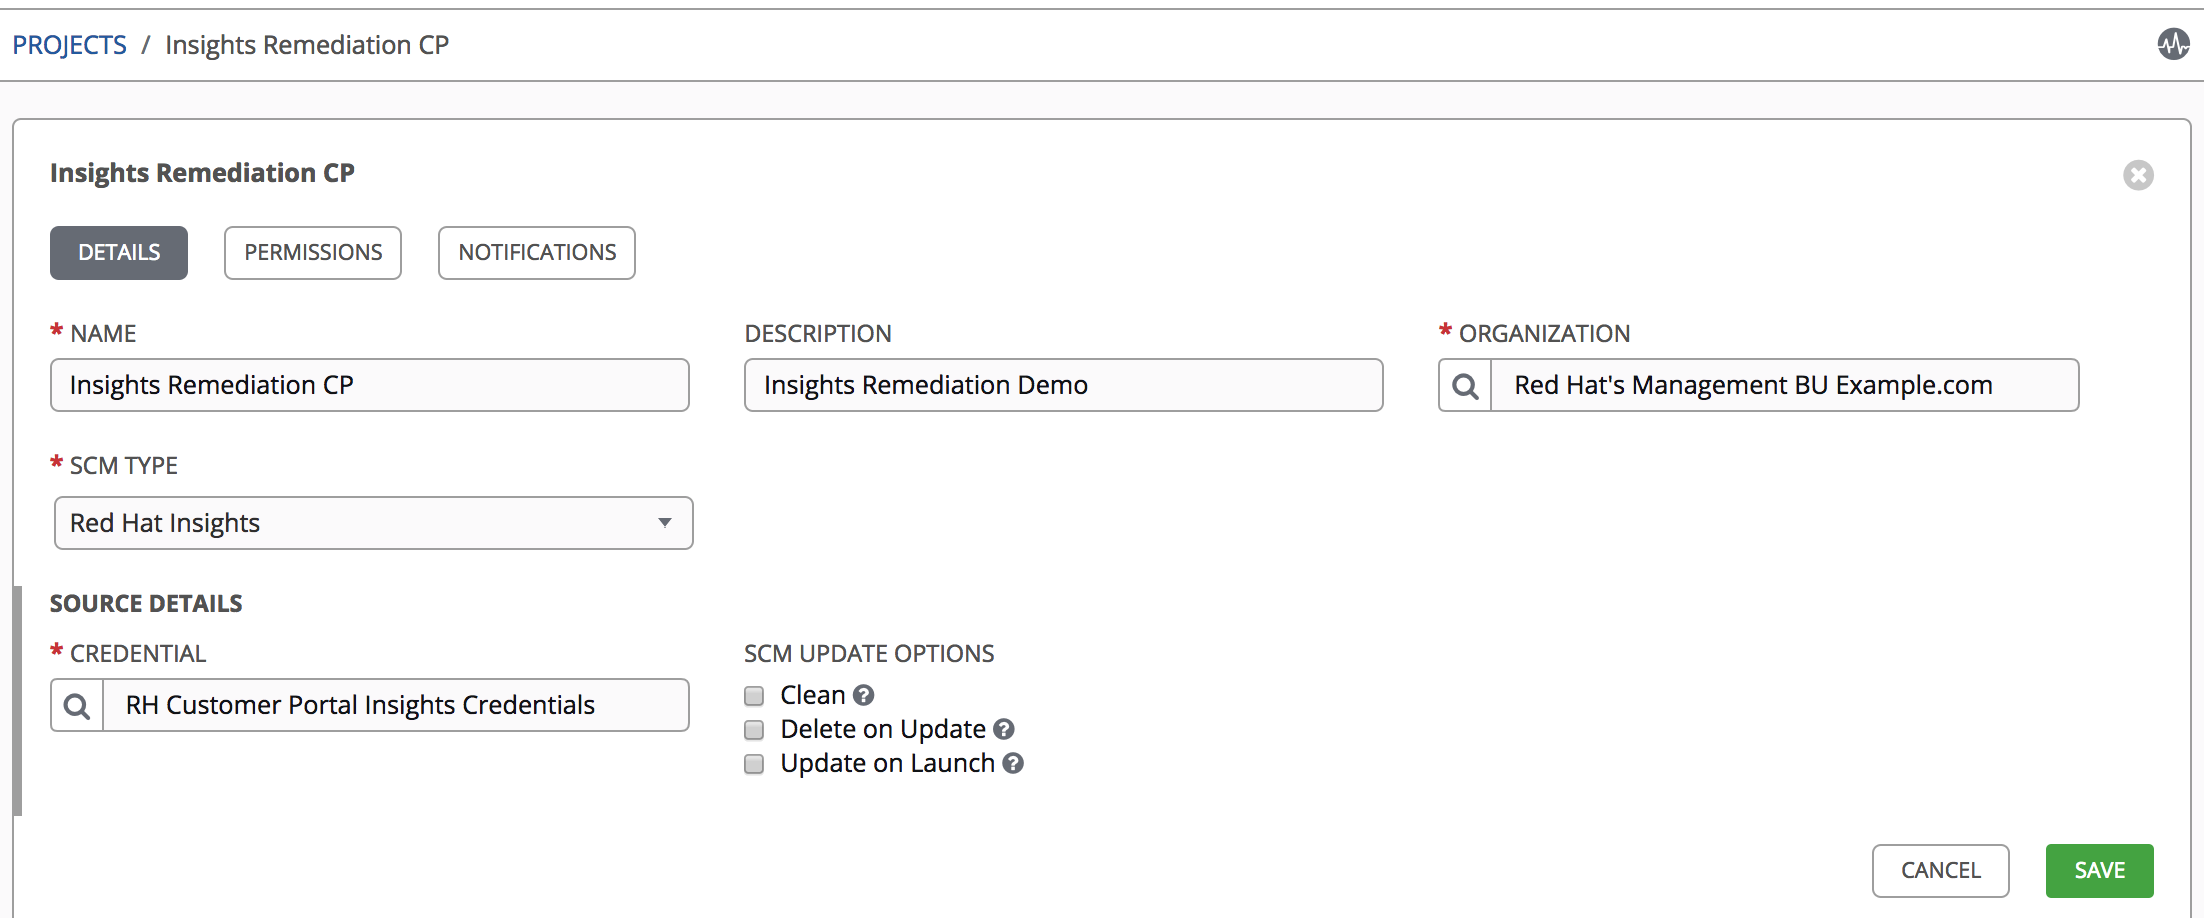 PROJECTS / Insights Remediation CP
Insights Remediation CP
DETAILS PERMISSIONS NOTIFICATIONS
* NAME DESCRIPTION * ORGANIZATION
Insights Remediation CP Insights Remediation Demo Red Hat's Management BU Example.com
* SCM TYPE
Red Hat Insights
SOURCE DETAILS
* CREDENTIAL SCM UPDATE OPTIONS
RH Customer Portal Insights Credentials
Clean ?
Delete on Update ?
Update on Launch ?
CANCEL SAVE